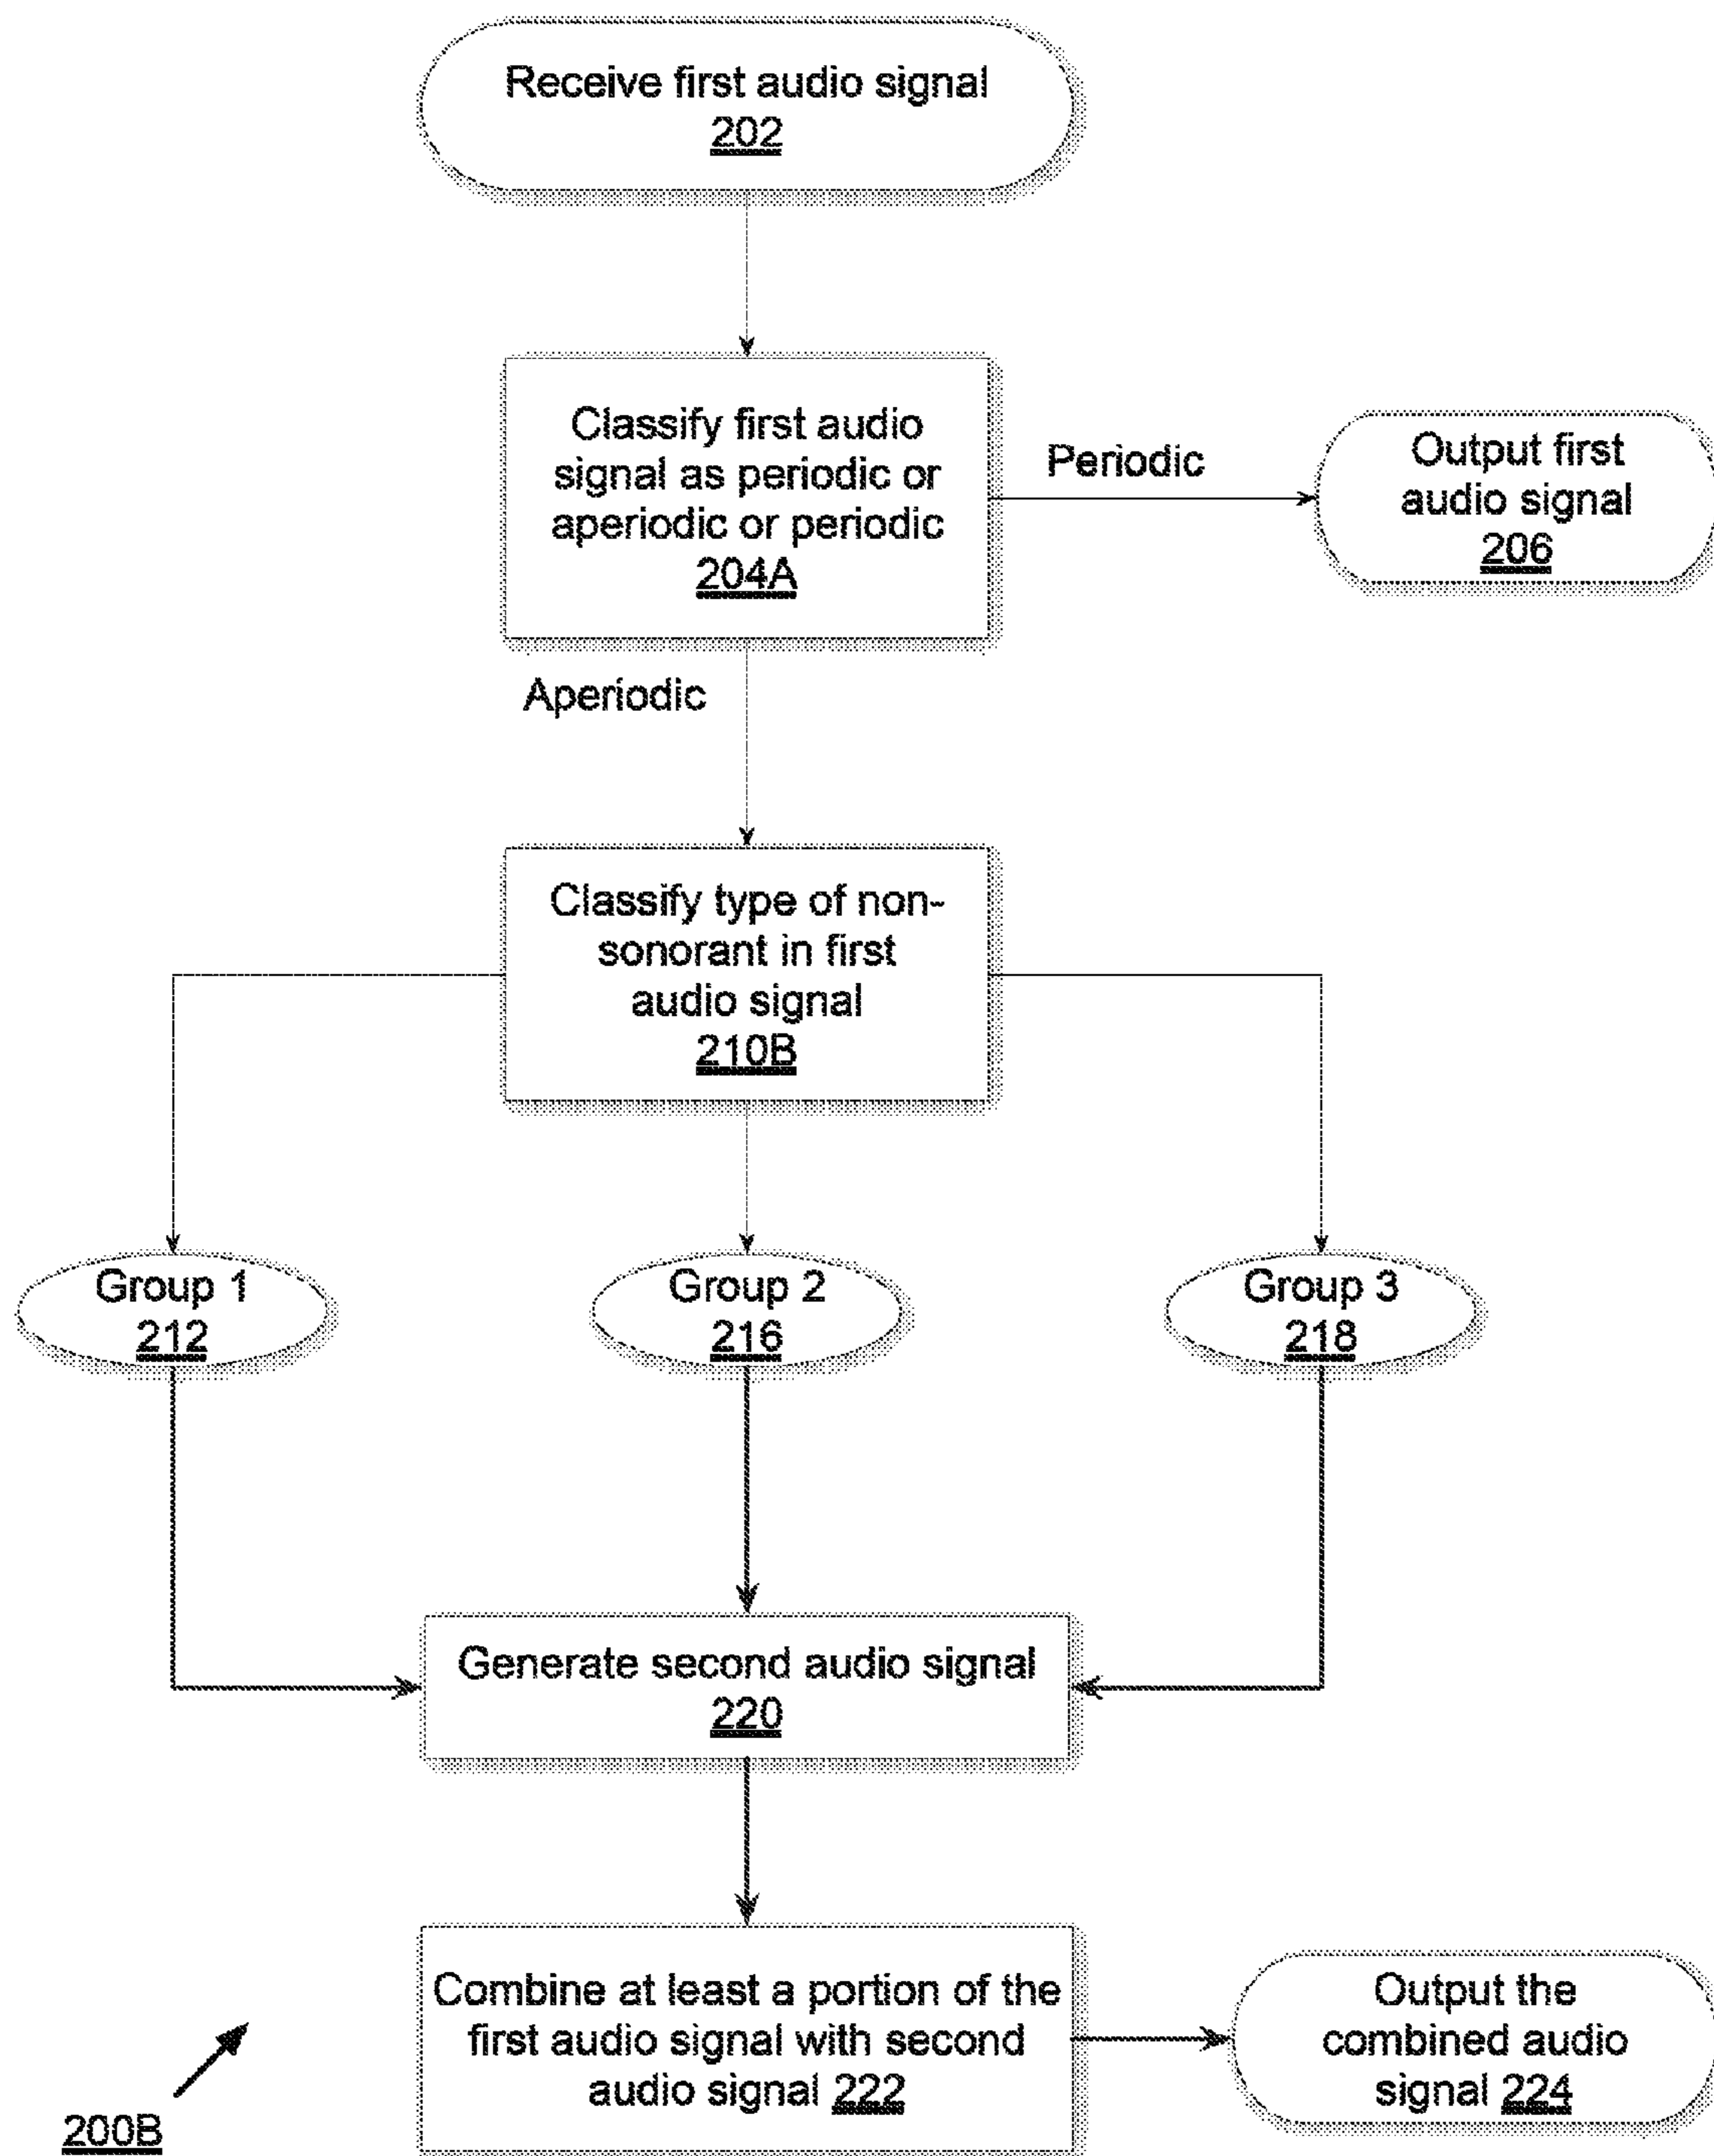 Receive first audio signal
202
Classify first audio
signal as periodic or
aperiodic or periodic
204A
Periodic
Output first
audio signal
206
Aperiodic
Classify type of non-
sonorant in first
audio signal
210B
Group 1
212
Group 2
216
Group 3
218
Generate second audio signal
220
Combine at least a portion of the
first audio signal with second
audio signal 222
Output the
combined audio
signal 224
200B